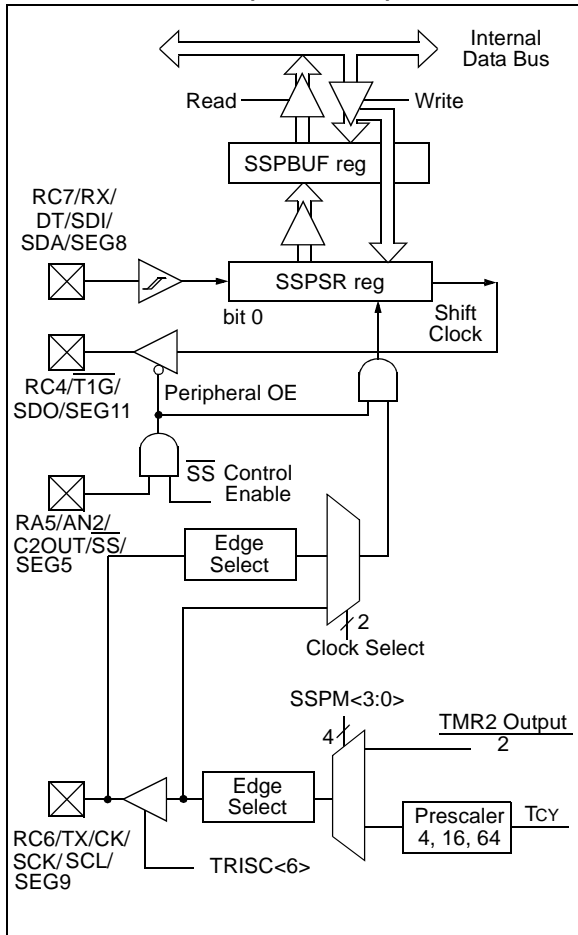 Internal
Data Bus
Read
Write
SSPBUF reg
RC7/RX/
DT/SDI/
SDA/SEG8
SSPSR reg
bit 0
Shift
Clock
RC4/T1G/
SDO/SEG11
Peripheral OE
SS Control
Enable
RA5/AN2/
C2OUT/SS/
SEG5
Edge
Select
2
Clock Select
SSPM<3:0>
4
TMR2 Output
2
Edge
Select
Prescaler
4, 16, 64
TCY
RC6/TX/CK/
SCK/SCL/
SEG9
TRISC<6>